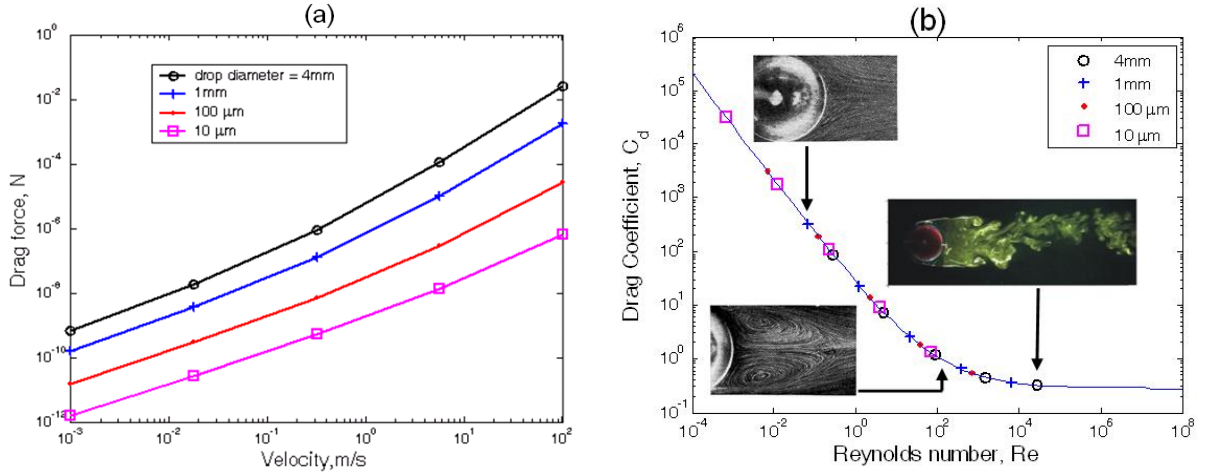 (a)
10^0
10^-2
10^-4
10^-6
10^-8
10^-10
10^-12
10^-3
10^-2
10^-1
10^0
10^1
10^2
Drag force, N
Velocity,m/s
drop diameter = 4mm
1mm
100 μm
10 μm
(b)
10^6
10^5
10^4
10^3
10^2
10^1
10^0
10^-1
10^-4
10^-2
10^0
10^2
10^4
10^6
10^8
Drag Coefficient, C_d
Reynolds number, Re
4mm
1mm
100 μm
10 μm